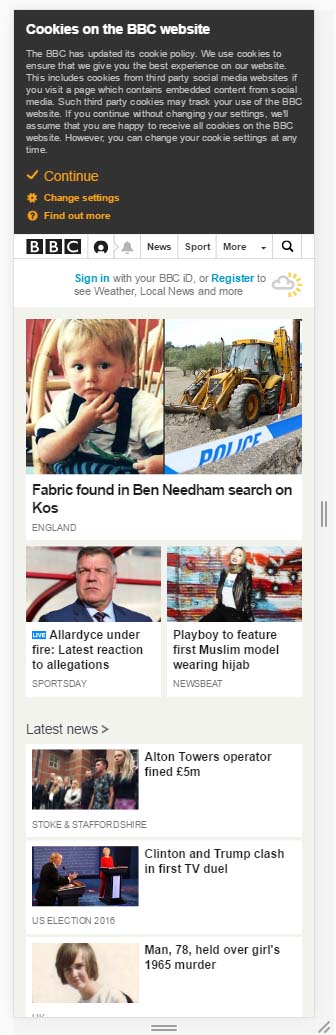 Cookies on the BBC website
The BBC has updated its cookie policy. We use cookies to
ensure that we give you the best experience on our website.
This includes cookies from third party social media websites if
you visit a page which contains embedded content from social
media. Such third party cookies may track your use of the BBC
website. If you continue without changing your settings, we'll
assume that you are happy to receive all cookies on the BBC
website. However, you can change your cookie settings at any
time.
Continue
Change settings
Find out more
BBC News Sport More
Sign in with your BBC iD, or Register to
see Weather, Local News and more
POLICE
Fabric found in Ben Needham search on
Kos
ENGLAND
LIVE Allardyce under
fire: Latest reaction
to allegations
SPORTSDAY
Playboy to feature
first Muslim model
wearing hijab
NEWSBEAT
Latest news >
Alton Towers operator
fined £5m
STOKE & STAFFORDSHIRE
Clinton and Trump clash
in first TV duel
US ELECTION 2016
Man, 78, held over girl's
1965 murder
UK